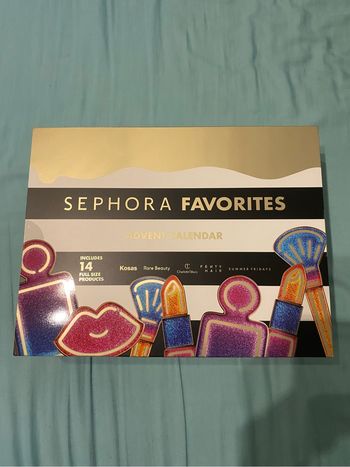 SEPHORA FAVORITES
ADVENT CALENDAR
INCLUDES
14
FULL SIZE
PRODUCTS
Kosas
Rare Beauty
Charlotte Tilbury
FENTY
HAIR
SUMMER FRIDAYS